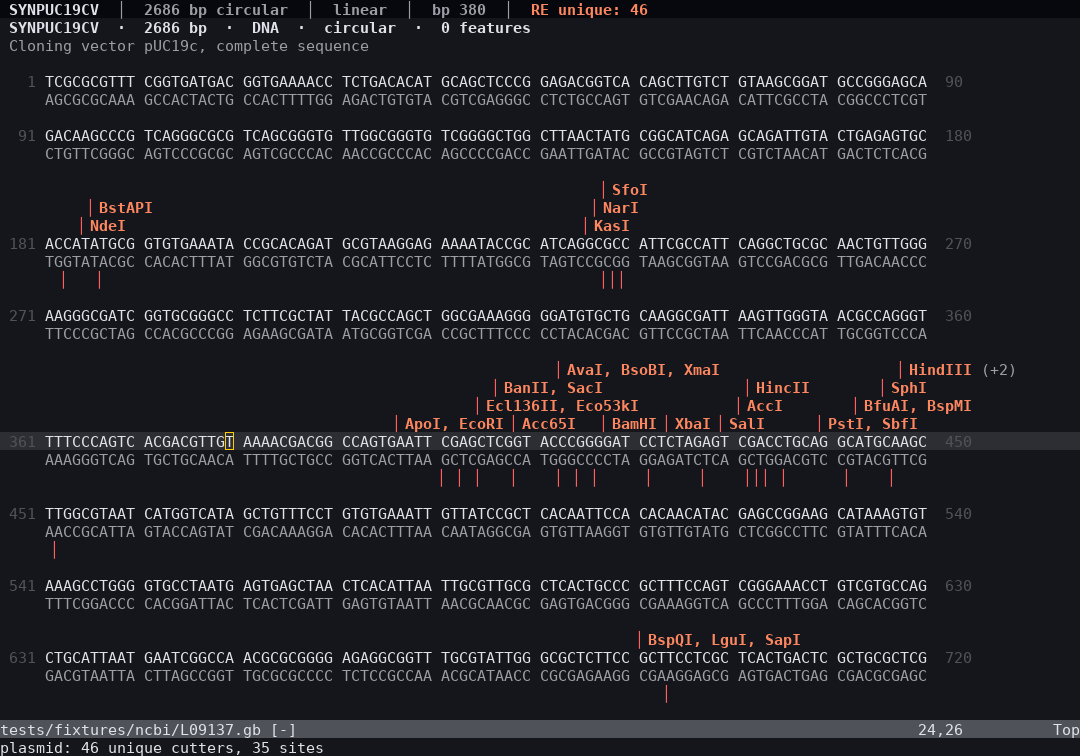 SYNPUC19CV │ 2686 bp circular │ linear │ bp 380 │ RE unique: 46
SYNPUC19CV · 2686 bp · DNA · circular · 0 features
Cloning vector pUC19c, complete sequence
1 TCGCGCGTTT CGGTGATGAC GGTGAAAACC TCTGACACAT GCAGCTCCCG GAGACGGTCA CAGCTTGTCT GTAAGCGGAT GCCGGGAGCA 90
AGCGCGCAAA GCCACTACTG CCACTTTTGG AGACTGTGTA CGTCGAGGGC CTCTGCCAGT GTCGAACAGA CATTCGCCTA CGGCCCTCGT
91 GACAAGCCCG TCAGGGCGCG TCAGCGGGTG TTGGCGGGTG TCGGGGCTGG CTTAACTATG CGGCATCAGA GCAGATTGTA CTGAGAGTGC 180
CTGTTCGGGC AGTCCCGCGC AGTCGCCCAC AACCGCCCAC AGCCCCGACC GAATTGATAC GCCGTAGTCT CGTCTAACAT GACTCTCACG
│SfoI
│BstAPI │NarI
│NdeI │KasI
181 ACCATATGCG GTGTGAAATA CCGCACAGAT GCGTAAGGAG AAAATACCGC ATCAGGCGCC ATTCGCCATT CAGGCTGCGC AACTGTTGGG 270
TGGTATACGC CACACTTTAT GGCGTGTCTA CGCATTCCTC TTTTATGGCG TAGTCCGCGG TAAGCGGTAA GTCCGACGCG TTGACAACCC
271 AAGGGCGATC GGTGCGGGCC TCTTCGCTAT TACGCCAGCT GGCGAAAGGG GGATGTGCTG CAAGGCGATT AAGTTGGGTA ACGCCAGGGT 360
TTCCCGCTAG CCACGCCCGG AGAAGCGATA ATGCGGTCGA CCGCTTTCCC CCTACACGAC GTTCCGCTAA TTCAACCCAT TGCGGTCCCA
│AvaI, BsoBI, XmaI │HindIII (+2)
│BanII, SacI │HincII │SphI
│Ecl136II, Eco53kI │AccI │BfuAI, BspMI
│ApoI, EcoRI │Acc65I │BamHI │XbaI │SalI │PstI, SbfI
361 TTTCCCAGTC ACGACGTTGT AAAACGACGG CCAGTGAATT CGAGCTCGGT ACCCGGGGAT CCTCTAGAGT CGACCTGCAG GCATGCAAGC 450
AAAGGGTCAG TGCTGCAACA TTTTGCTGCC GGTCACTTAA GCTCGAGCCA TGGGCCCCTA GGAGATCTCA GCTGGACGTC CGTACGTTCG
451 TTGGCGTAAT CATGGTCATA GCTGTTTCCT GTGTGAAATT GTTATCCGCT CACAATTCCA CACAACATAC GAGCCGGAAG CATAAAGTGT 540
AACCGCATTA GTACCAGTAT CGACAAAGGA CACACTTTAA CAATAGGCGA GTGTTAAGGT GTGTTGTATG CTCGGCCTTC GTATTTCACA
541 AAAGCCTGGG GTGCCTAATG AGTGAGCTAA CTCACATTAA TTGCGTTGCG CTCACTGCCC GCTTTCCAGT CGGGAAACCT GTCGTGCCAG 630
TTTCGGACCC CACGGATTAC TCACTCGATT GAGTGTAATT AACGCAACGC GAGTGACGGG CGAAAGGTCA GCCCTTTGGA CAGCACGGTC
│BspQI, LguI, SapI
631 CTGCATTAAT GAATCGGCCA ACGCGCGGGG AGAGGCGGTT TGCGTATTGG GCGCTCTTCC GCTTCCTCGC TCACTGACTC GCTGCGCTCG 720
GACGTAATTA CTTAGCCGGT TGCGCGCCCC TCTCCGCCAA ACGCATAACC CGCGAGAAGG CGAAGGAGCG AGTGACTGAG CGACGCGAGC
tests/fixtures/ncbi/L09137.gb [-] 24,26 Top
plasmid: 46 unique cutters, 35 sites